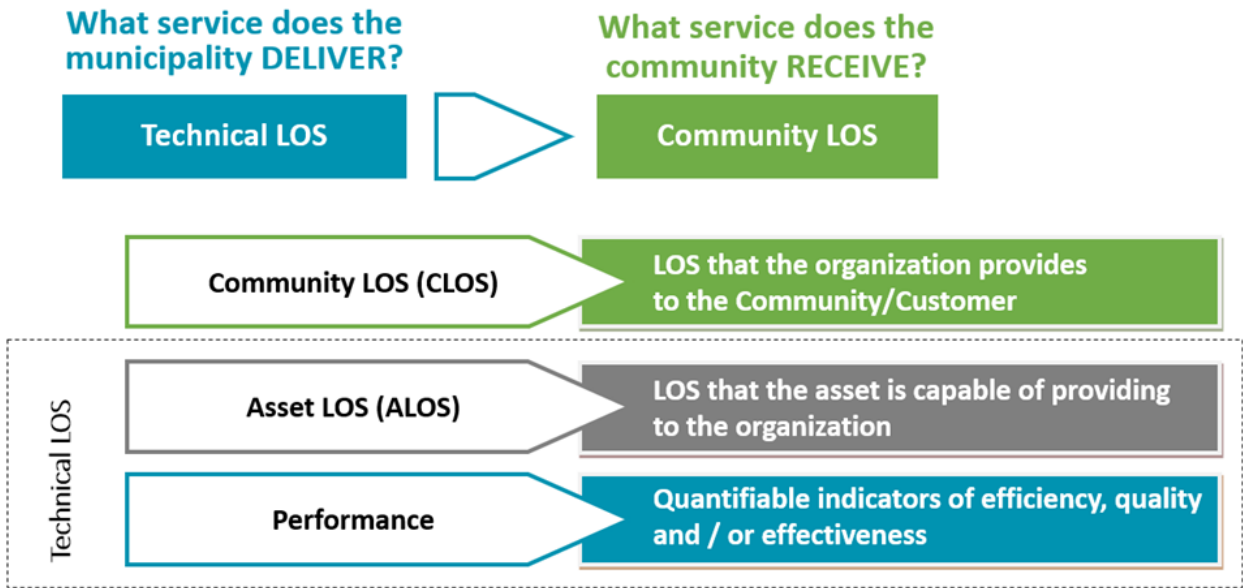 What service does the
municipality DELIVER?
What service does the
community RECEIVE?
Technical LOS
Community LOS
Community LOS (CLOS)
LOS that the organization provides
to the Community/Customer
Technical LOS
Asset LOS (ALOS)
LOS that the asset is capable of providing
to the organization
Performance
Quantifiable indicators of efficiency, quality
and / or effectiveness